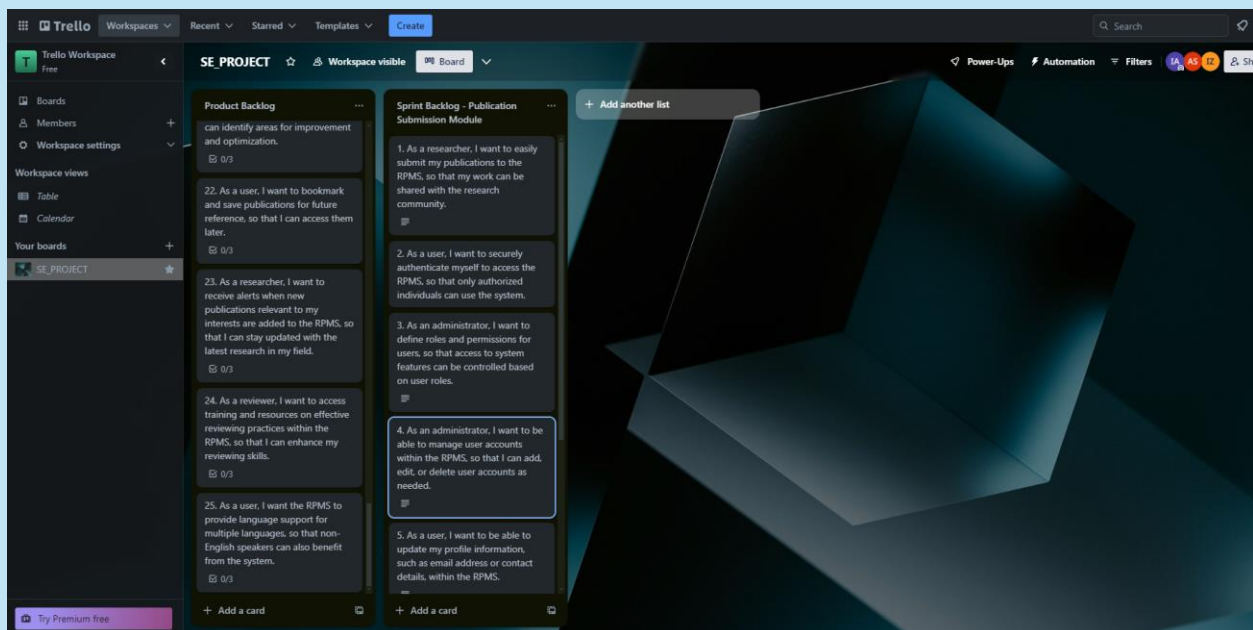 Trello
Workspaces
Recent
Starred
Templates
Create
Search
T
Trello Workspace
Free
SE_PROJECT
Workspace visible
Board
Power-Ups
Automation
Filters
IA
AS
IZ
Sh
Boards
Members
Workspace settings
Workspace views
Table
Calendar
Your boards
SE_PROJECT
Try Premium free
Product Backlog
can identify areas for improvement
and optimization.
0/3
22. As a user, I want to bookmark
and save publications for future
reference, so that I can access them
later.
0/3
23. As a researcher, I want to
receive alerts when new
publications relevant to my
interests are added to the RPMS, so
that I can stay updated with the
latest research in my field.
0/3
24. As a reviewer, I want to access
training and resources on effective
reviewing practices within the
RPMS, so that I can enhance my
reviewing skills.
0/3
25. As a user, I want the RPMS to
provide language support for
multiple languages, so that non-
English speakers can also benefit
from the system.
0/3
+ Add a card
Sprint Backlog - Publication
Submission Module
1. As a researcher, I want to easily
submit my publications to the
RPMS, so that my work can be
shared with the research
community.
2. As a user, I want to securely
authenticate myself to access the
RPMS, so that only authorized
individuals can use the system.
3. As an administrator, I want to
define roles and permissions for
users, so that access to system
features can be controlled based
on user roles.
4. As an administrator, I want to be
able to manage user accounts
within the RPMS, so that I can add,
edit, or delete user accounts as
needed.
5. As a user, I want to be able to
update my profile information,
such as email address or contact
details, within the RPMS.
+ Add a card
+ Add another list